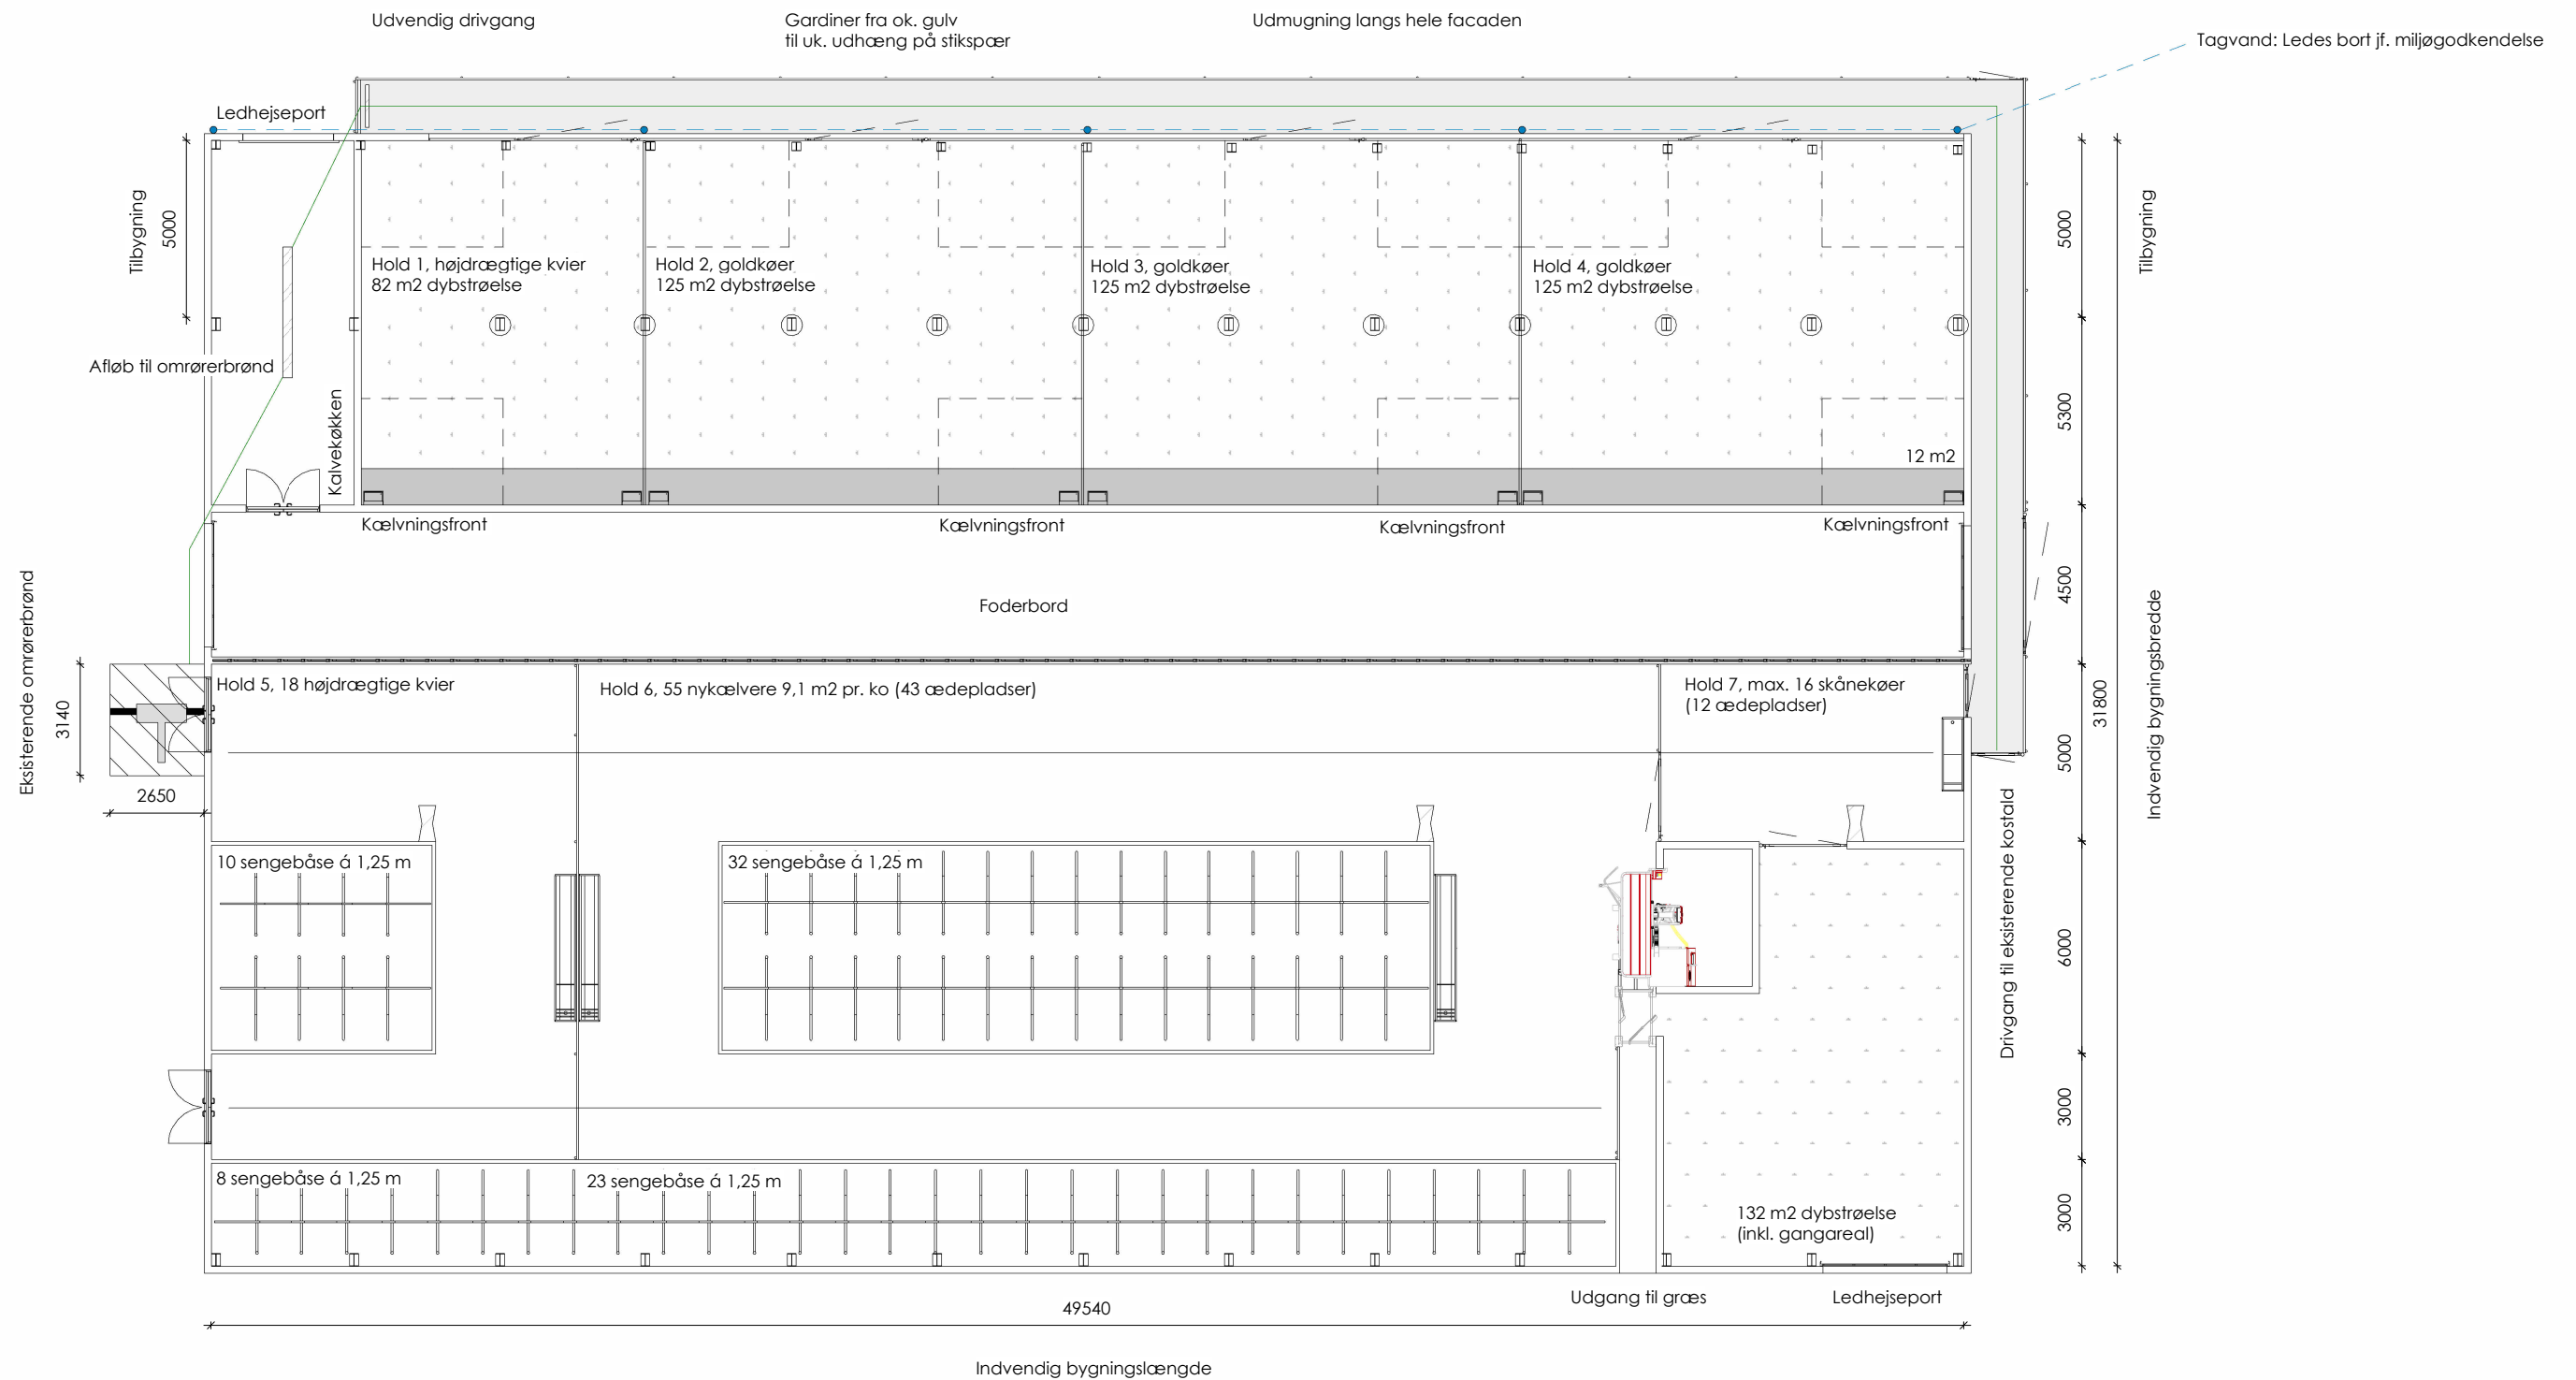 Udvendig drivgang
Gardiner fra ok. gulv
til uk. udhæng på stikspær
Udmugning langs hele facaden
Tagvand: Ledes bort jf. miljøgodkendelse
Ledhejseport
Tilbygning
5000
Hold 1, højdrægtige kvier
82 m2 dybstrøelse
Hold 2, goldkøer
125 m2 dybstrøelse
Hold 3, goldkøer
125 m2 dybstrøelse
Hold 4, goldkøer
125 m2 dybstrøelse
5000
Tilbygning
Afløb til omrørerbrønd
Kalvekøkken
5300
12 m2
Kælvningsfront
Kælvningsfront
Kælvningsfront
Kælvningsfront
Foderbord
4500
Eksisterende omrørerbrønd
3140
2650
Hold 5, 18 højdrægtige kvier
Hold 6, 55 nykælvere 9,1 m2 pr. ko (43 ædepladser)
Hold 7, max. 16 skånekøer
(12 ædepladser)
5000
31800
Indvendig bygningsbredde
10 sengebåse á 1,25 m
32 sengebåse á 1,25 m
6000
Drivgang til eksisterende kostald
3000
8 sengebåse á 1,25 m
23 sengebåse á 1,25 m
132 m2 dybstrøelse
(inkl. gangareal)
3000
Udgang til græs
Ledhejseport
49540
Indvendig bygningslængde